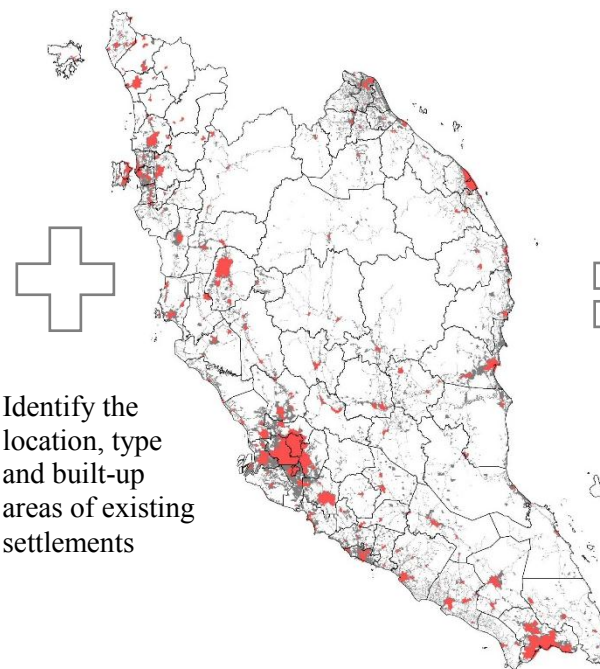 Identify the
location, type
and built-up
areas of existing
settlements